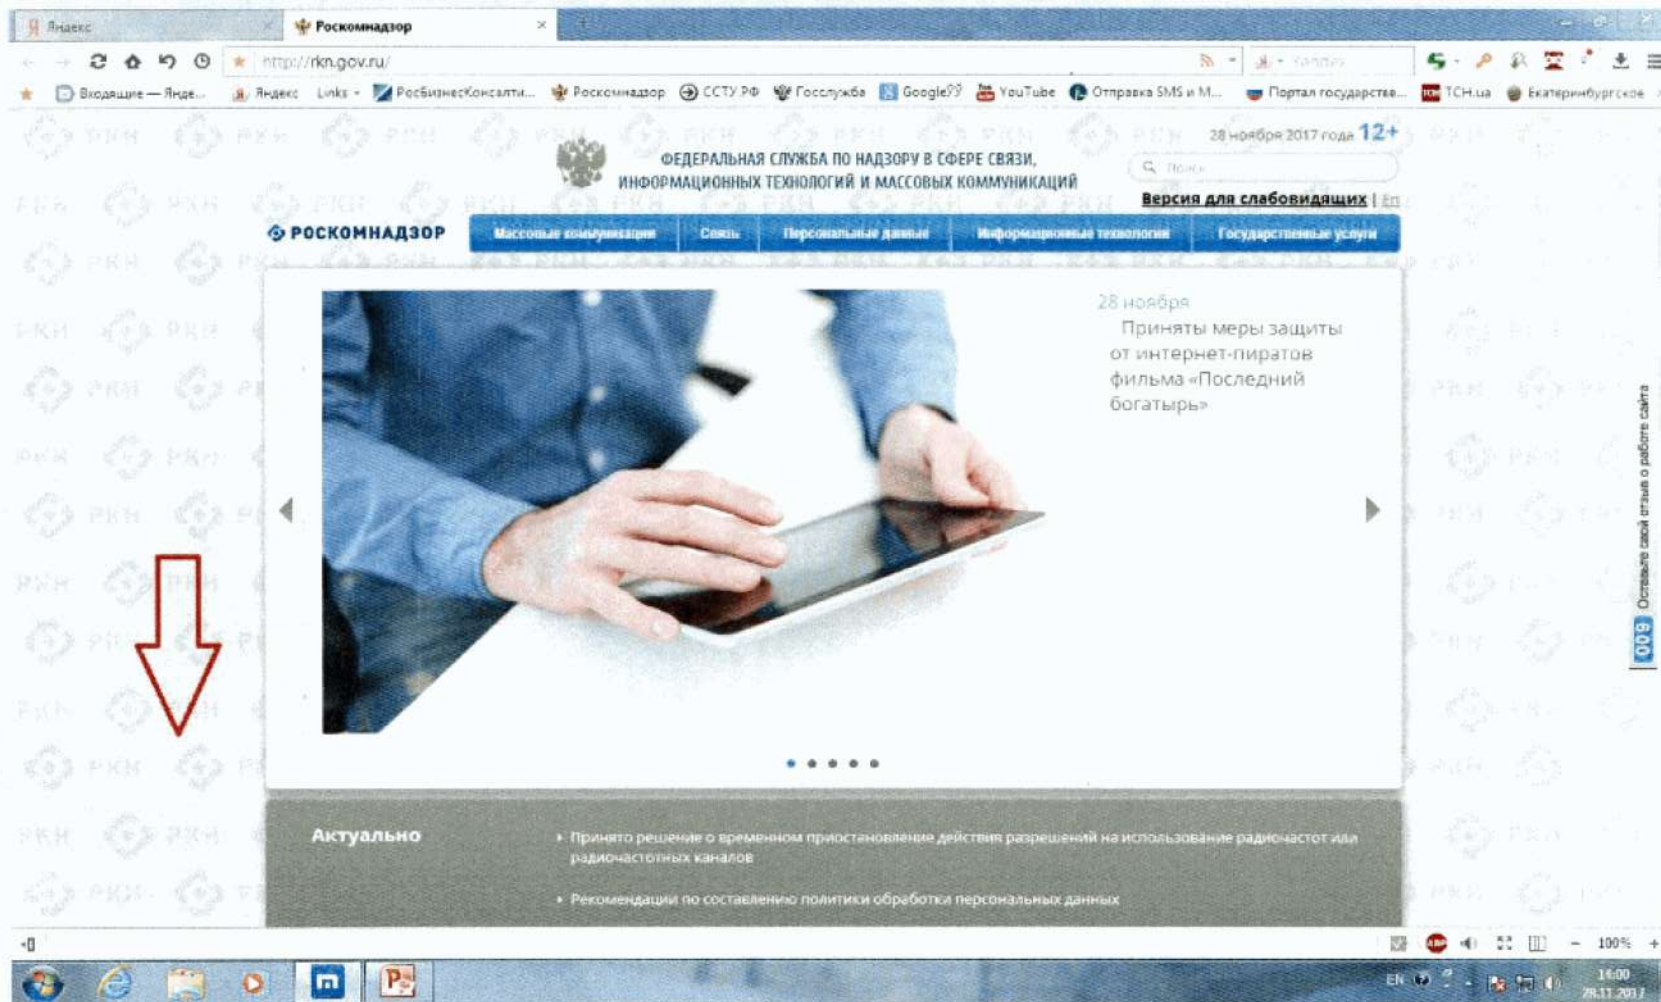 Яндекс
Роскомнадзор
http://rkn.gov.ru/
Входящие — Янде...
Яндекс
Links
РосБизнесКонсалти...
Роскомнадзор
ССТУ.РФ
Госслужба
Google
YouTube
Отправка SMS и М...
Портал государстве...
ТСН.ua
Екатеринбургское
28 ноября 2017 года 12+
ФЕДЕРАЛЬНАЯ СЛУЖБА ПО НАДЗОРУ В СФЕРЕ СВЯЗИ,
ИНФОРМАЦИОННЫХ ТЕХНОЛОГИЙ И МАССОВЫХ КОММУНИКАЦИЙ
Поиск
Версия для слабовидящих | En
РОСКОМНАДЗОР
Массовые коммуникации
Связь
Персональные данные
Информационные технологии
Государственные услуги
28 ноября
Приняты меры защиты
от интернет-пиратов
фильма «Последний
богатырь»
Оставьте свой отзыв о работе сайта
Актуально
Принято решение о временном приостановление действия разрешений на использование радиочастот или
радиочастотных каналов
Рекомендации по составлению политики обработки персональных данных
100%
EN
14:00
28.11.2017